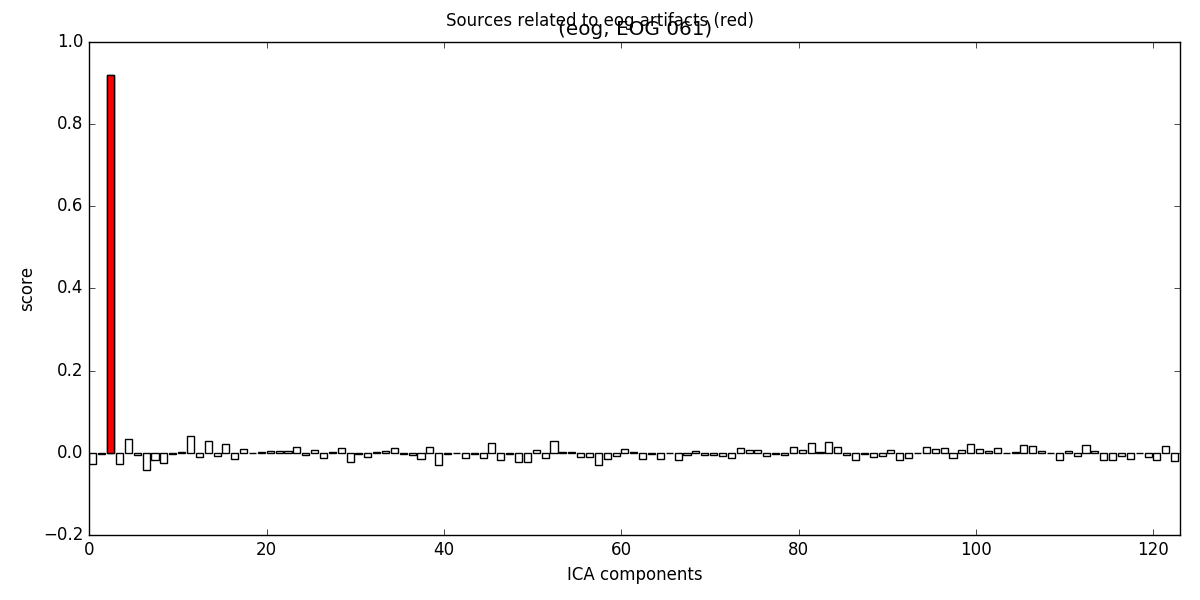 Sources related to eog artifacts (red)
(eog, EOG 061)
1.0
0.8
0.6
0.4
0.2
0.0
−0.2
score
0 20 40 60 80 100 120
ICA components